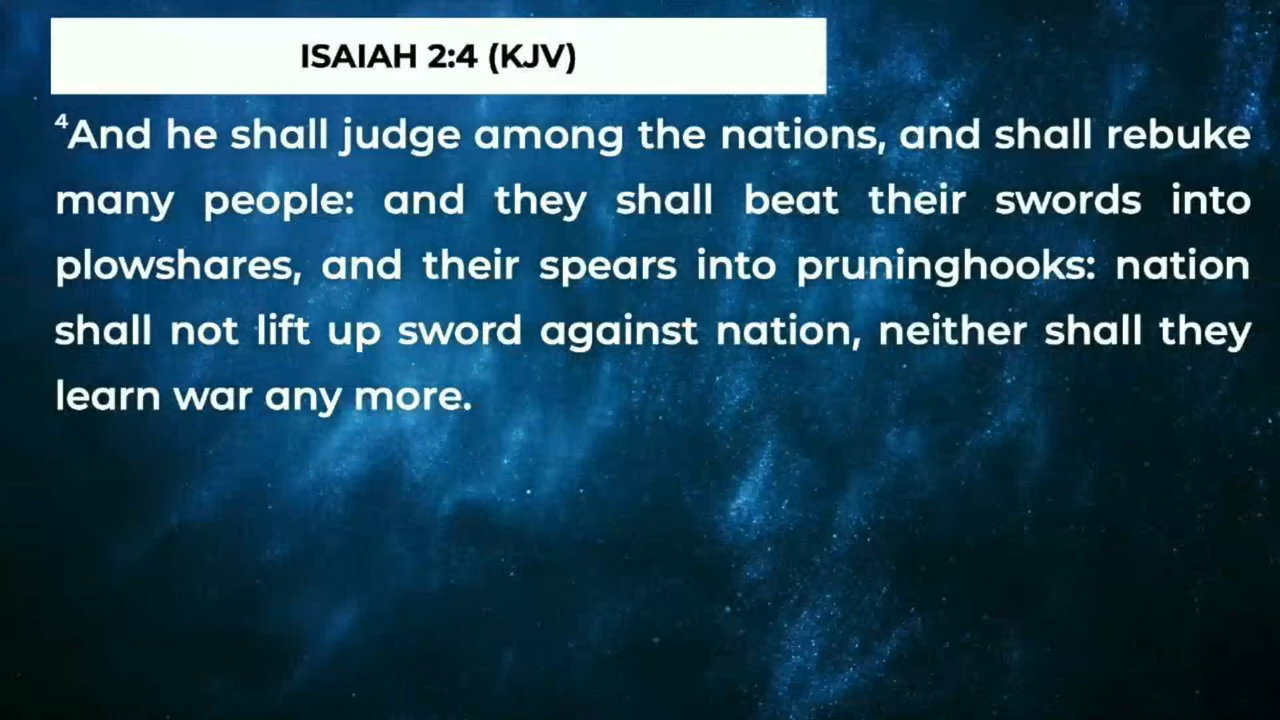 ISAIAH 2:4 (KJV)
⁴And he shall judge among the nations, and shall rebuke
many people: and they shall beat their swords into
plowshares, and their spears into pruninghooks: nation
shall not lift up sword against nation, neither shall they
learn war any more.